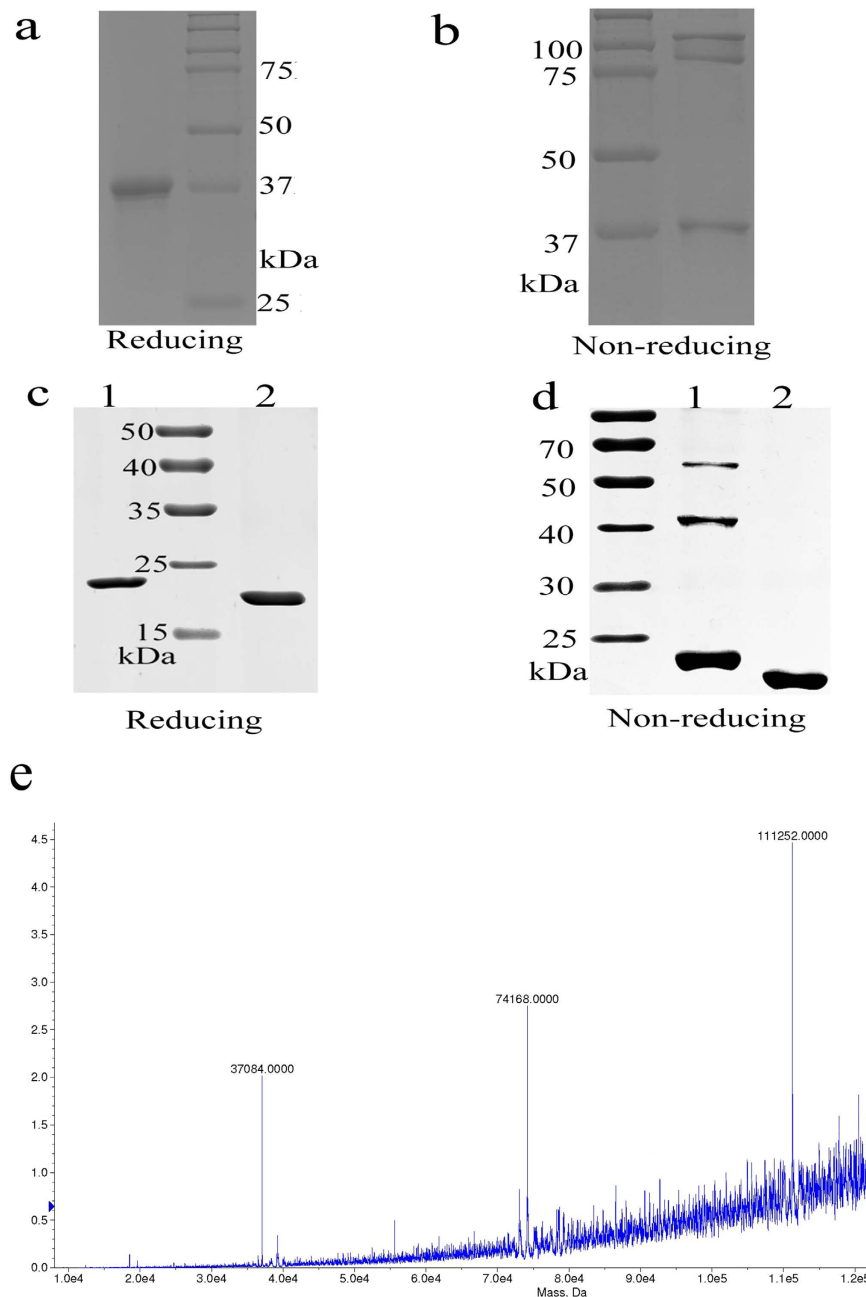 a
75
50
37
kDa
25
Reducing
b
100
75
50
37
kDa
Non-reducing
c
1 2
50
40
35
25
15
kDa
Reducing
d
1 2
70
50
40
30
25
kDa
Non-reducing
e
4.5
4.0
3.5
3.0
2.5
2.0
1.5
1.0
0.5
0.0
111252.0000
74168.0000
37084.0000
1.0e4 2.0e4 3.0e4 4.0e4 5.0e4 6.0e4 7.0e4 8.0e4 9.0e4 1.0e5 1.1e5 1.2e5
Mass, Da